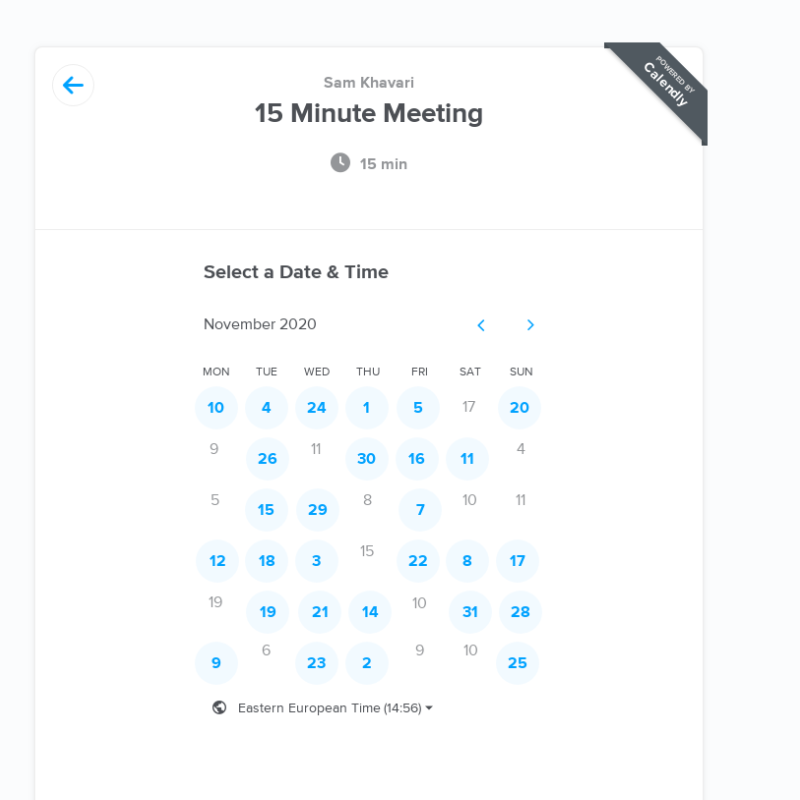 Sam Khavari
15 Minute Meeting
15 min
POWERED BY
Calendly
Select a Date & Time
November 2020
MON TUE WED THU FRI SAT SUN
10 4 24 1 5 17 20
9 26 11 30 16 11 4
5 15 29 8 7 10 11
12 18 3 15 22 8 17
19 19 21 14 10 31 28
9 6 23 2 9 10 25
Eastern European Time (14:56)